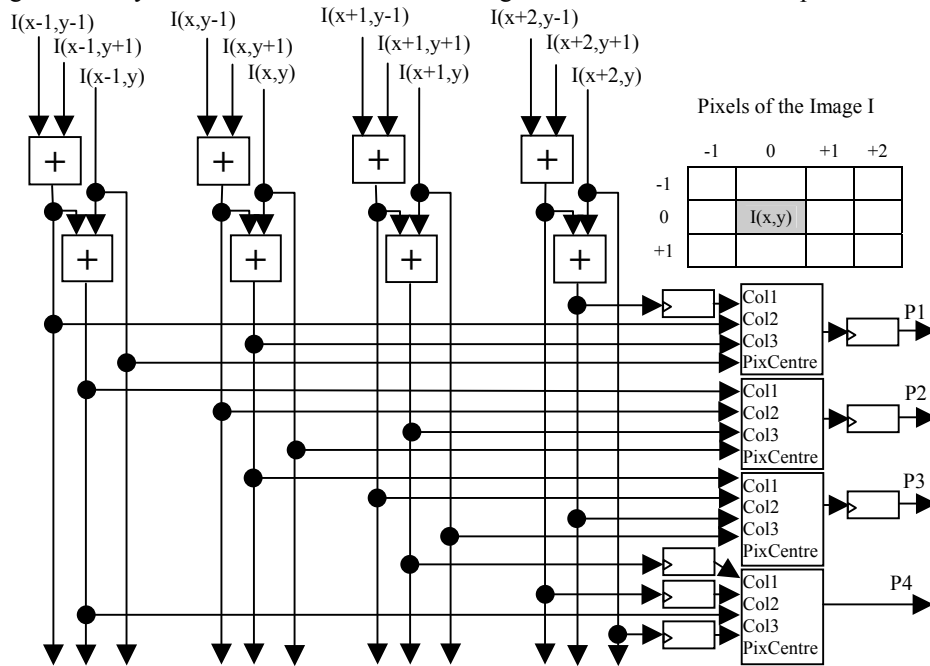 I(x-1,y-1) I(x,y-1) I(x+1,y-1) I(x+2,y-1)
I(x-1,y+1) I(x,y+1) I(x+1,y+1) I(x+2,y+1)
I(x-1,y) I(x,y) I(x+1,y) I(x+2,y)
Pixels of the Image I
-1 0 +1 +2
-1
0 I(x,y)
+1
+ + + +
+ + + +
Col1
Col2
Col3
PixCentre
P1
Col1
Col2
Col3
PixCentre
P2
Col1
Col2
Col3
PixCentre
P3
Col1
Col2
Col3
PixCentre
P4